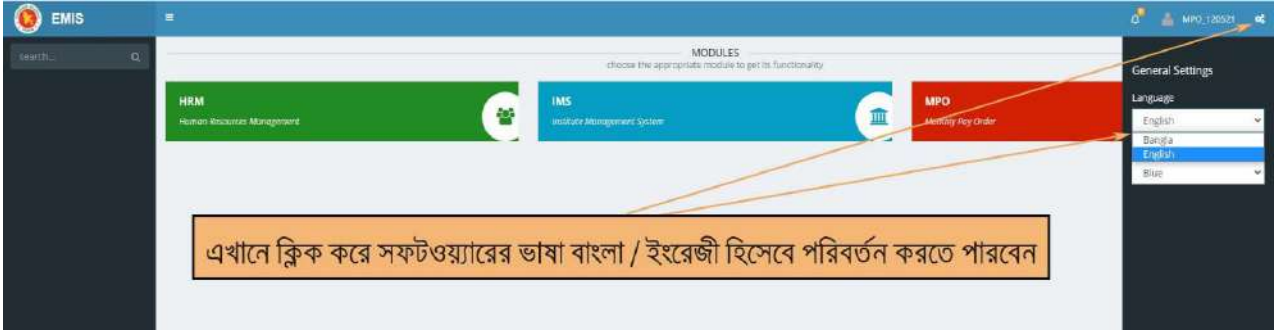 EMIS
MPO_120521
search...
MODULES
choose the appropriate module to get its functionality
HRM
Human Resources Management
IMS
Institute Management System
MPO
Monthly Pay Order
General Settings
Language
English
Bangla
English
Blue
এখানে ক্লিক করে সফটওয়্যারের ভাষা বাংলা / ইংরেজী হিসেবে পরিবর্তন করতে পারবেন